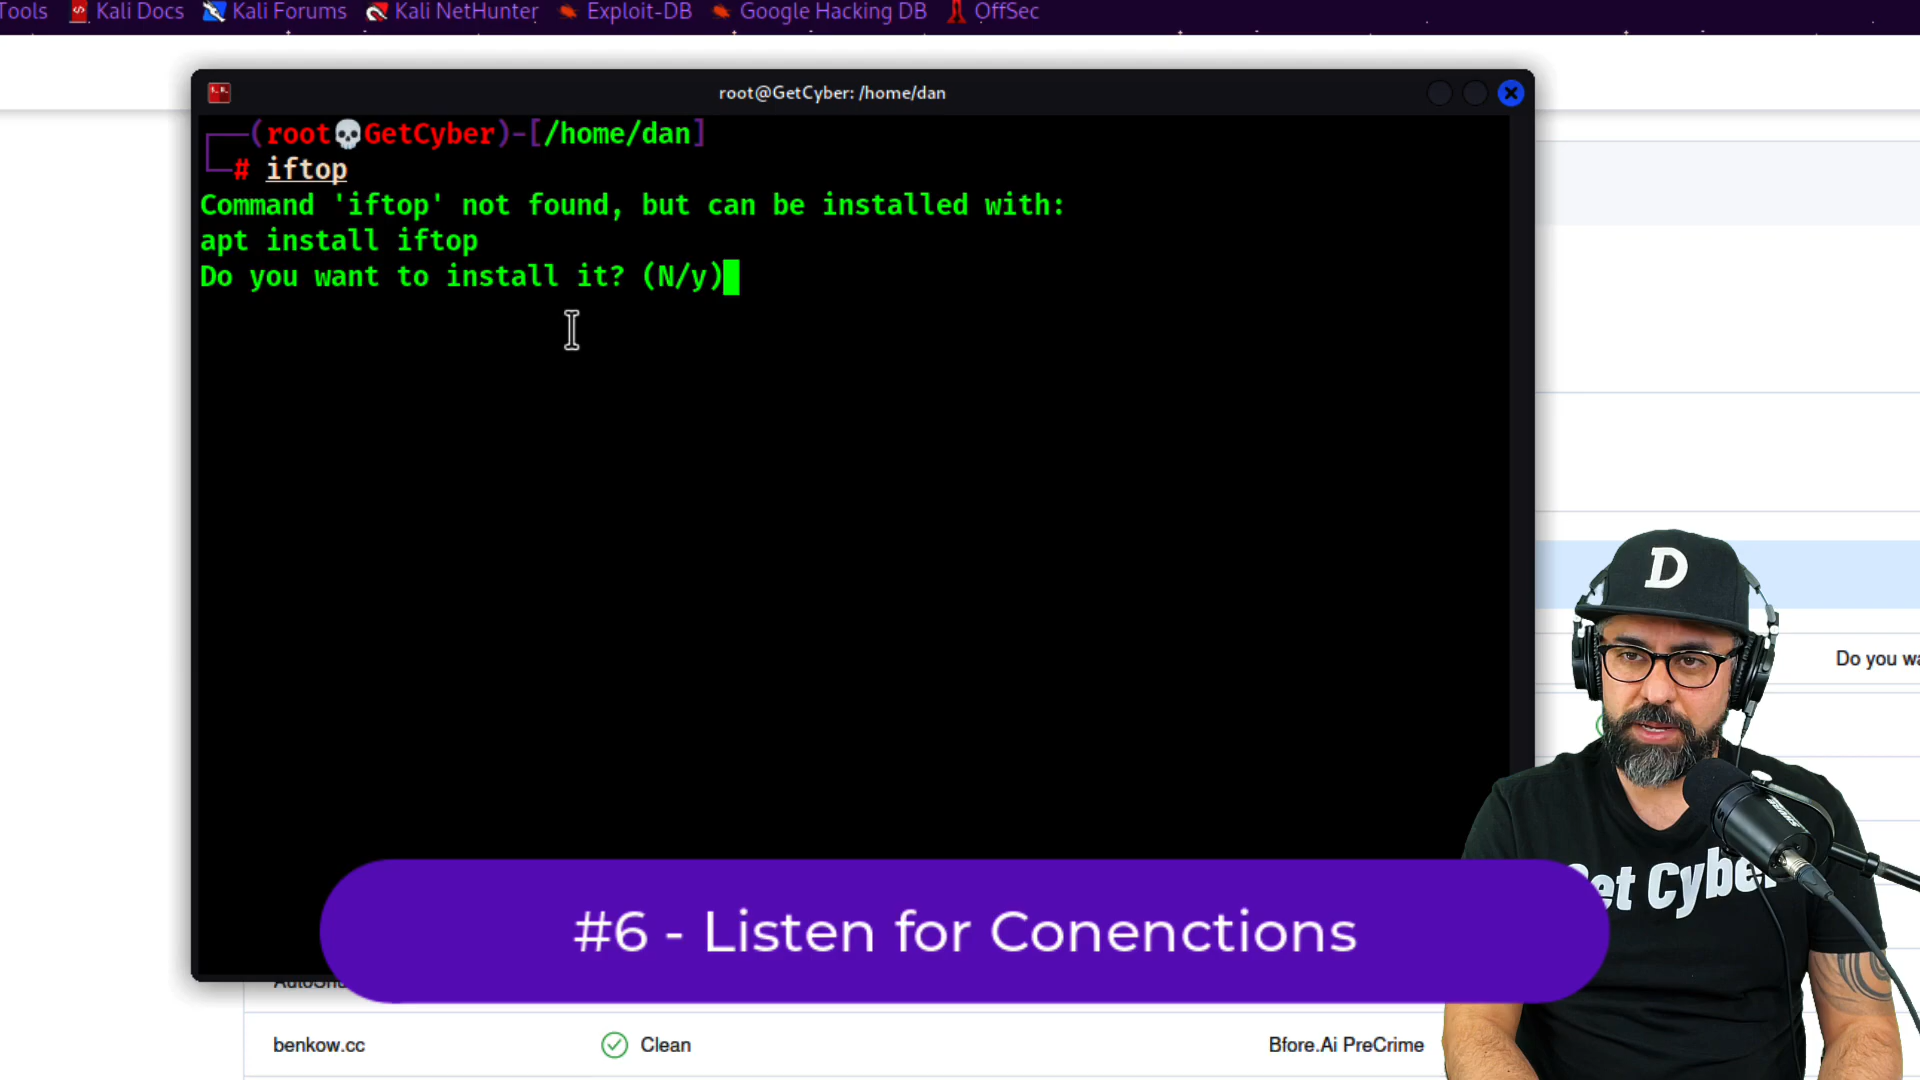 Tools Kali Docs Kali Forums Kali NetHunter Exploit-DB Google Hacking DB OffSec
root@GetCyber: /home/dan
(root💀GetCyber)-[/home/dan]
# iftop
Command 'iftop' not found, but can be installed with:
apt install iftop
Do you want to install it? (N/y)
D
Do you wa
et Cyber
#6 - Listen for Conenctions
benkow.cc Clean Bfore.Ai PreCrime